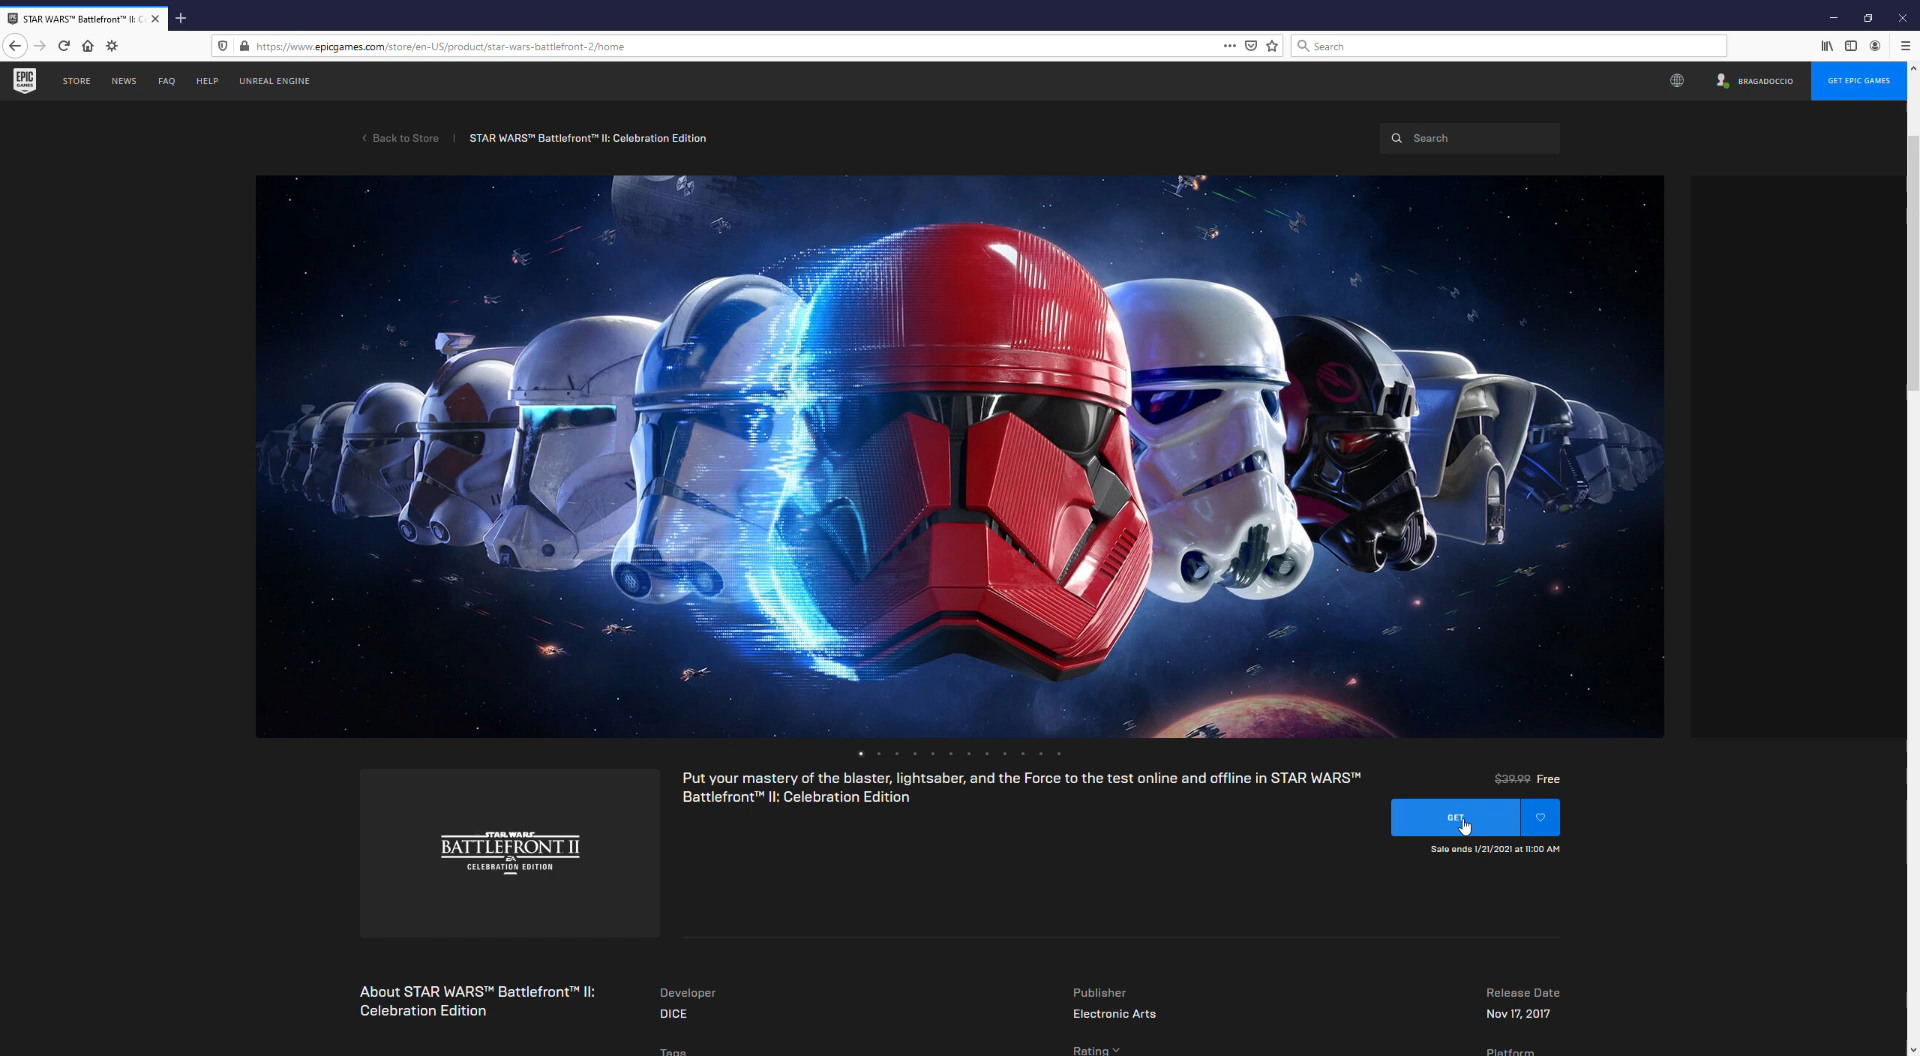 STAR WARS™ Battlefront™ II: C
https://www.epicgames.com/store/en-US/product/star-wars-battlefront-2/home
Search
EPIC GAMES
STORE
NEWS
FAQ
HELP
UNREAL ENGINE
BRAGADOCCIO
GET EPIC GAMES
Back to Store
STAR WARS™ Battlefront™ II: Celebration Edition
Search
Put your mastery of the blaster, lightsaber, and the Force to the test online and offline in STAR WARS™
Battlefront™ II: Celebration Edition
$39.99 Free
GET
Sale ends 1/21/2021 at 11:00 AM
STAR WARS
BATTLEFRONT II
EA
CELEBRATION EDITION
About STAR WARS™ Battlefront™ II:
Celebration Edition
Developer
DICE
Publisher
Electronic Arts
Release Date
Nov 17, 2017
Tags
Rating
Platform